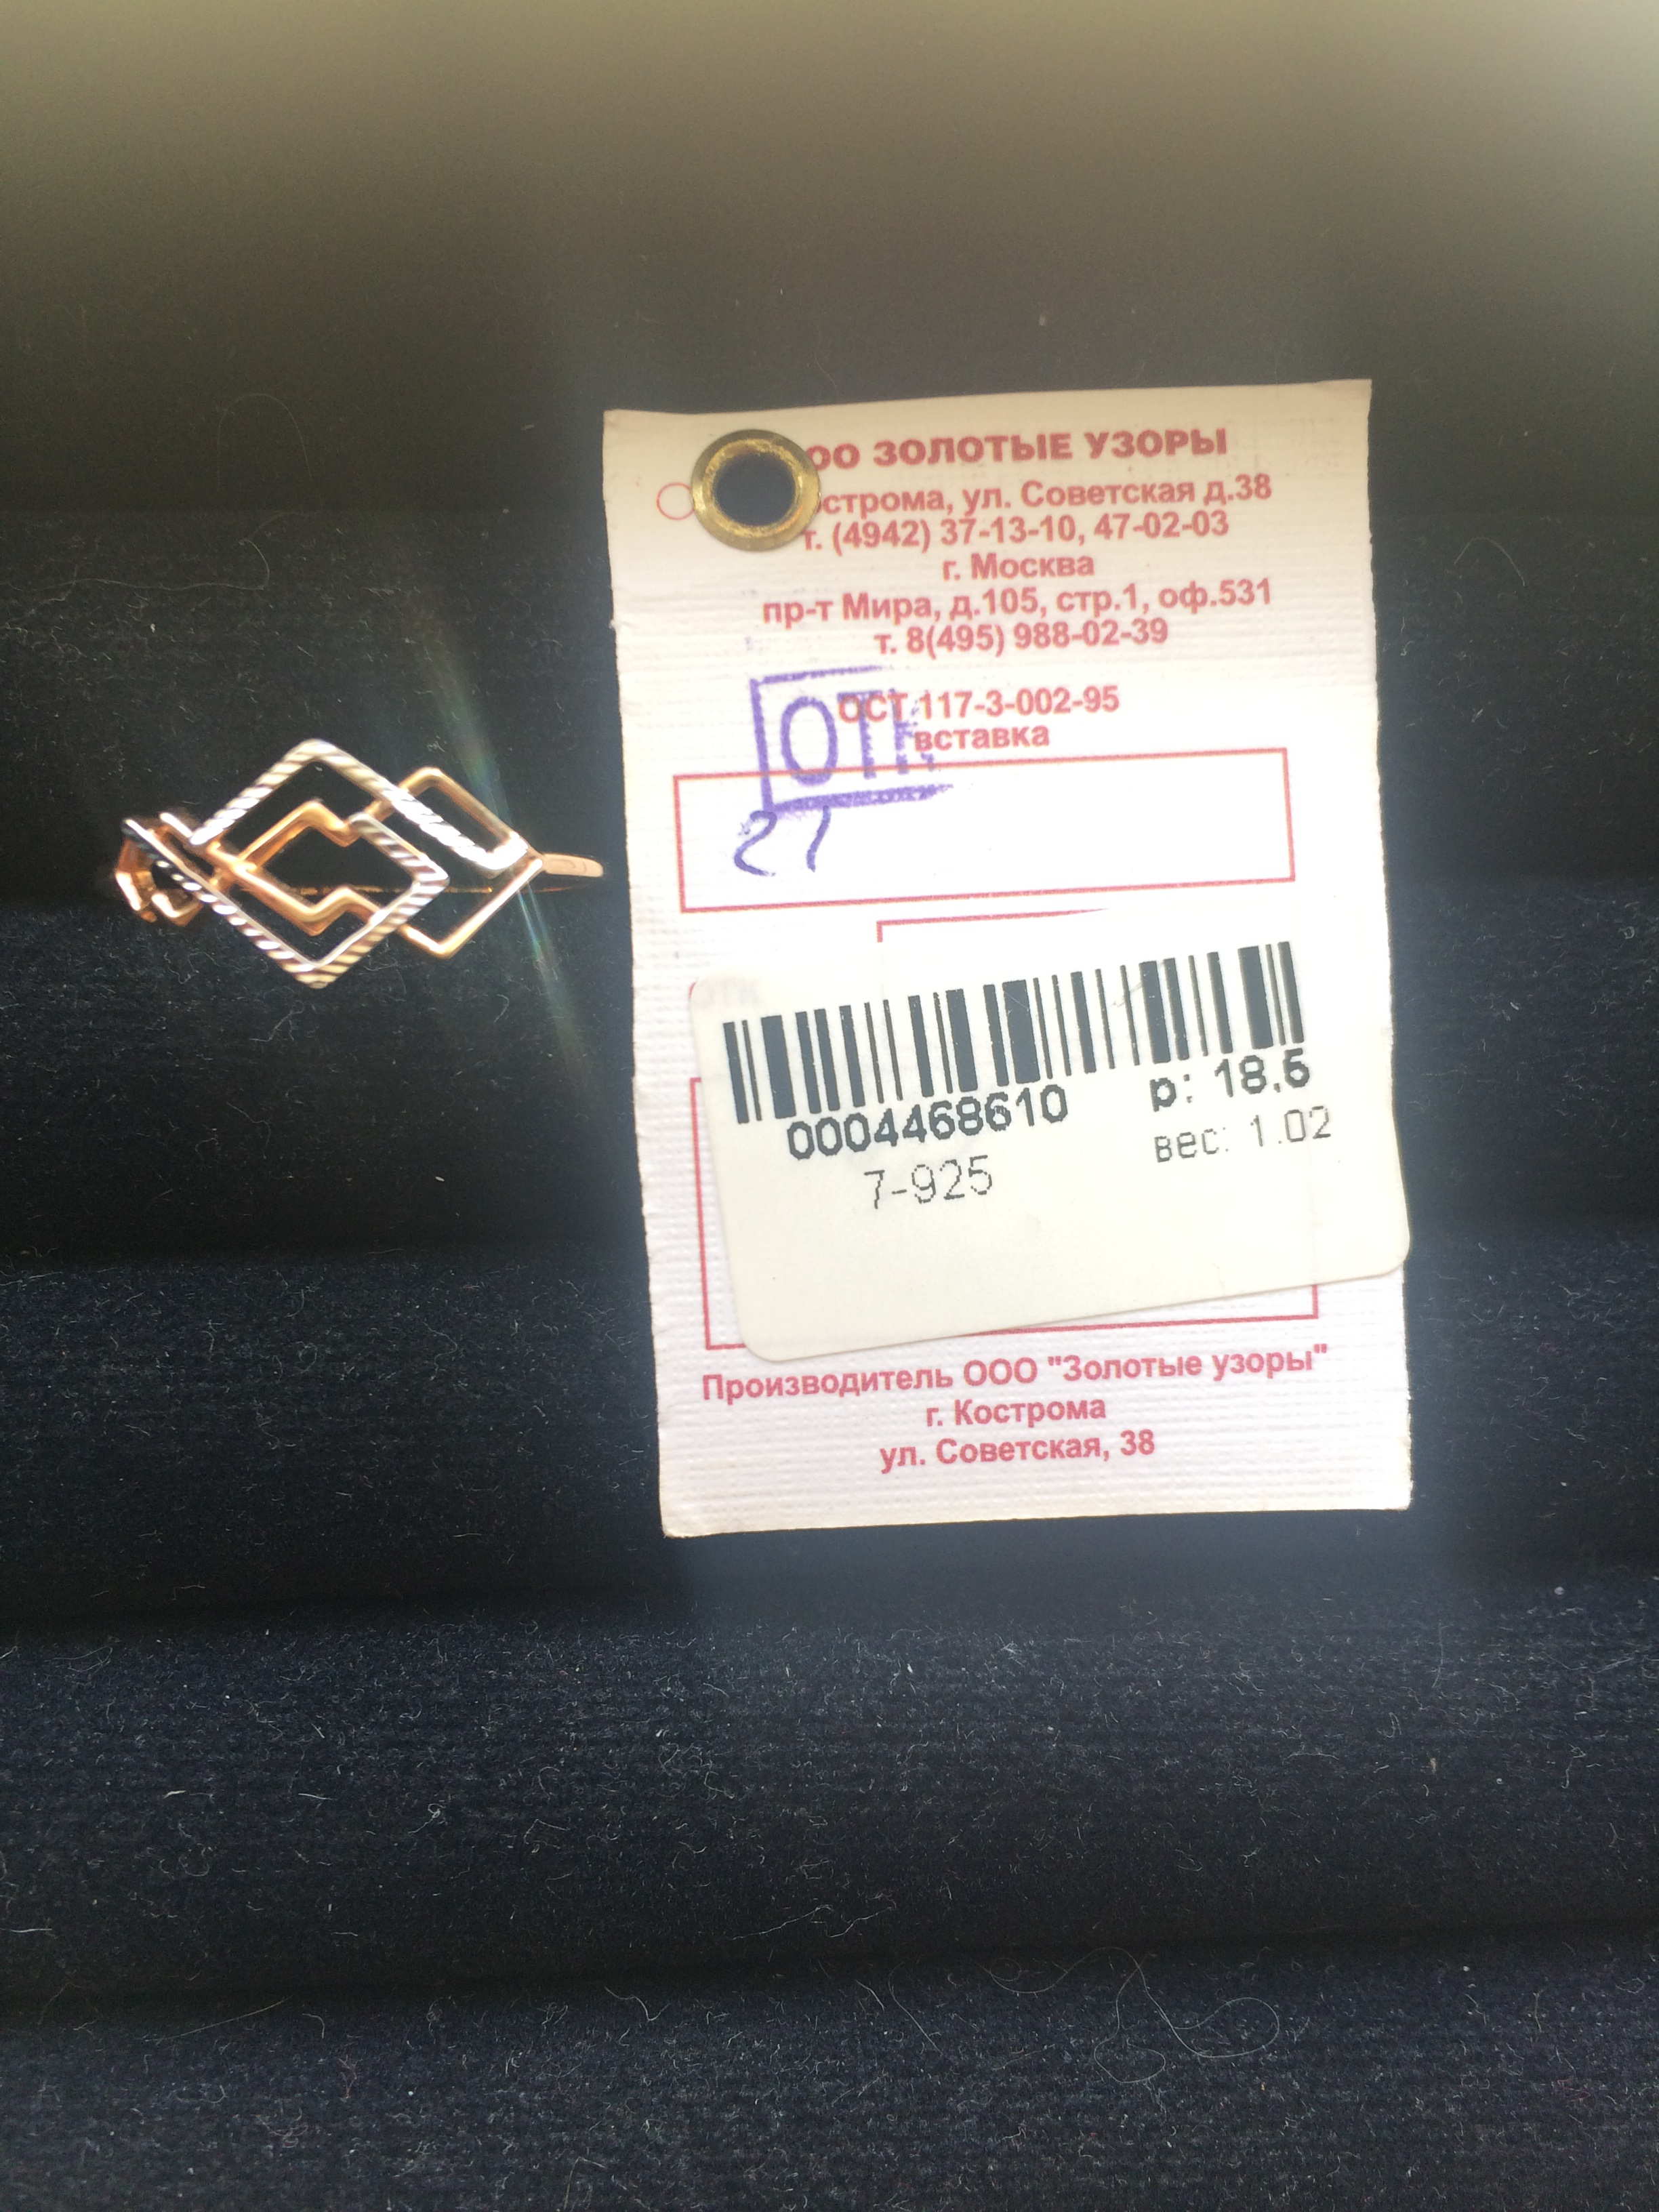 ОО ЗОЛОТЫЕ УЗОРЫ
острома, ул. Советская д.38
т. (4942) 37-13-10, 47-02-03
г. Москва
пр-т Мира, д.105, стр.1, оф.531
т. 8(495) 988-02-39
ОСТ 117-3-002-95
вставка
ОТК
21
0004468610 р: 18.5
7-925 вес: 1.02
Производитель ООО "Золотые узоры"
г. Кострома
ул. Советская, 38